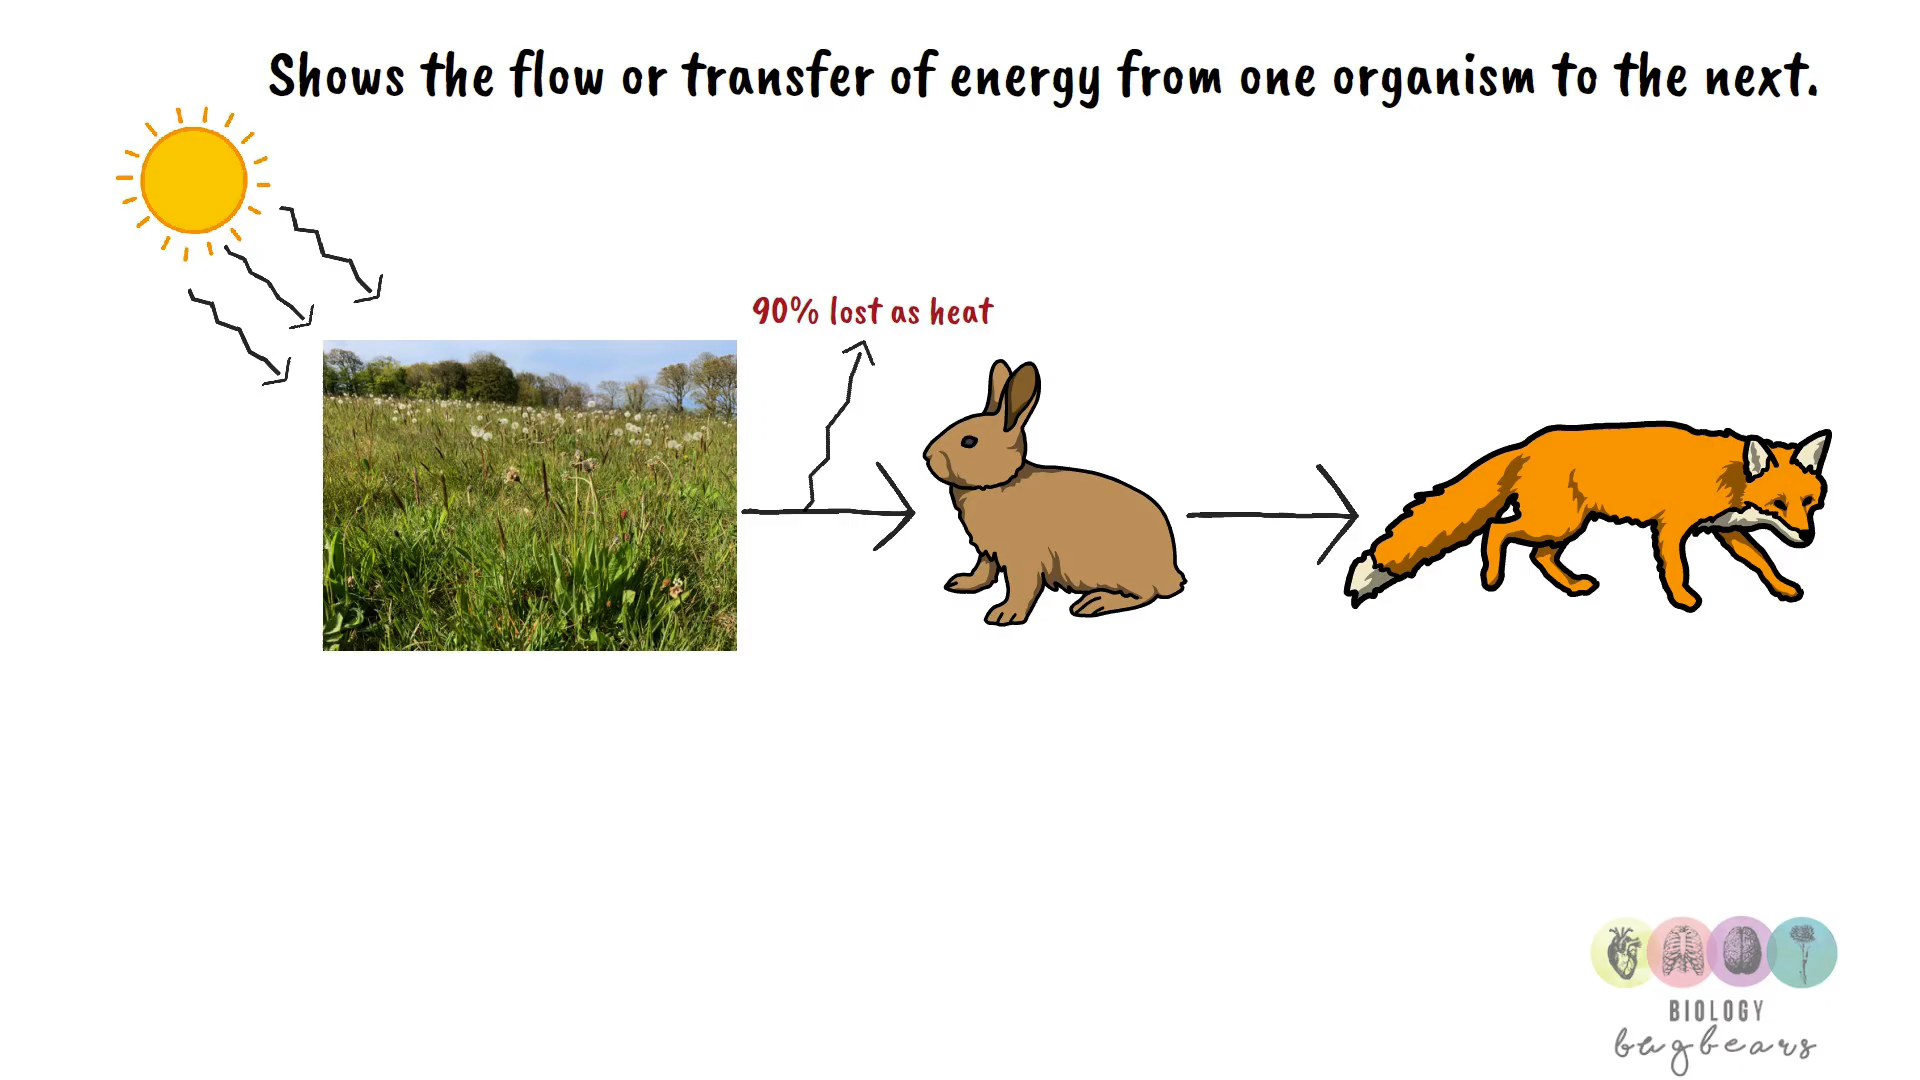 Shows the flow or transfer of energy from one organism to the next.
90% lost as heat
BIOLOGY
bugbears